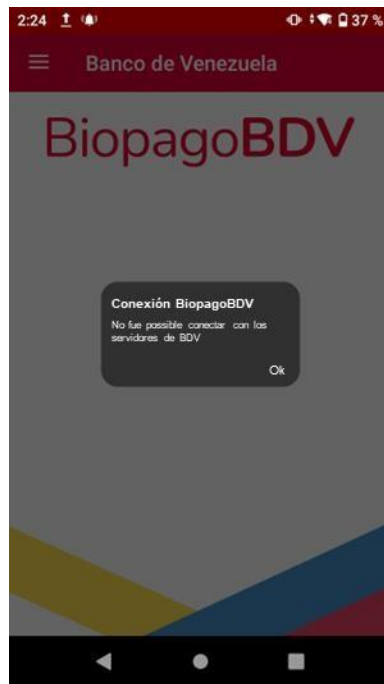 2:24 37 %
Banco de Venezuela
BiopagoBDV
Conexión BiopagoBDV
No fue possible conectar con los
servidores de BDV
Ok